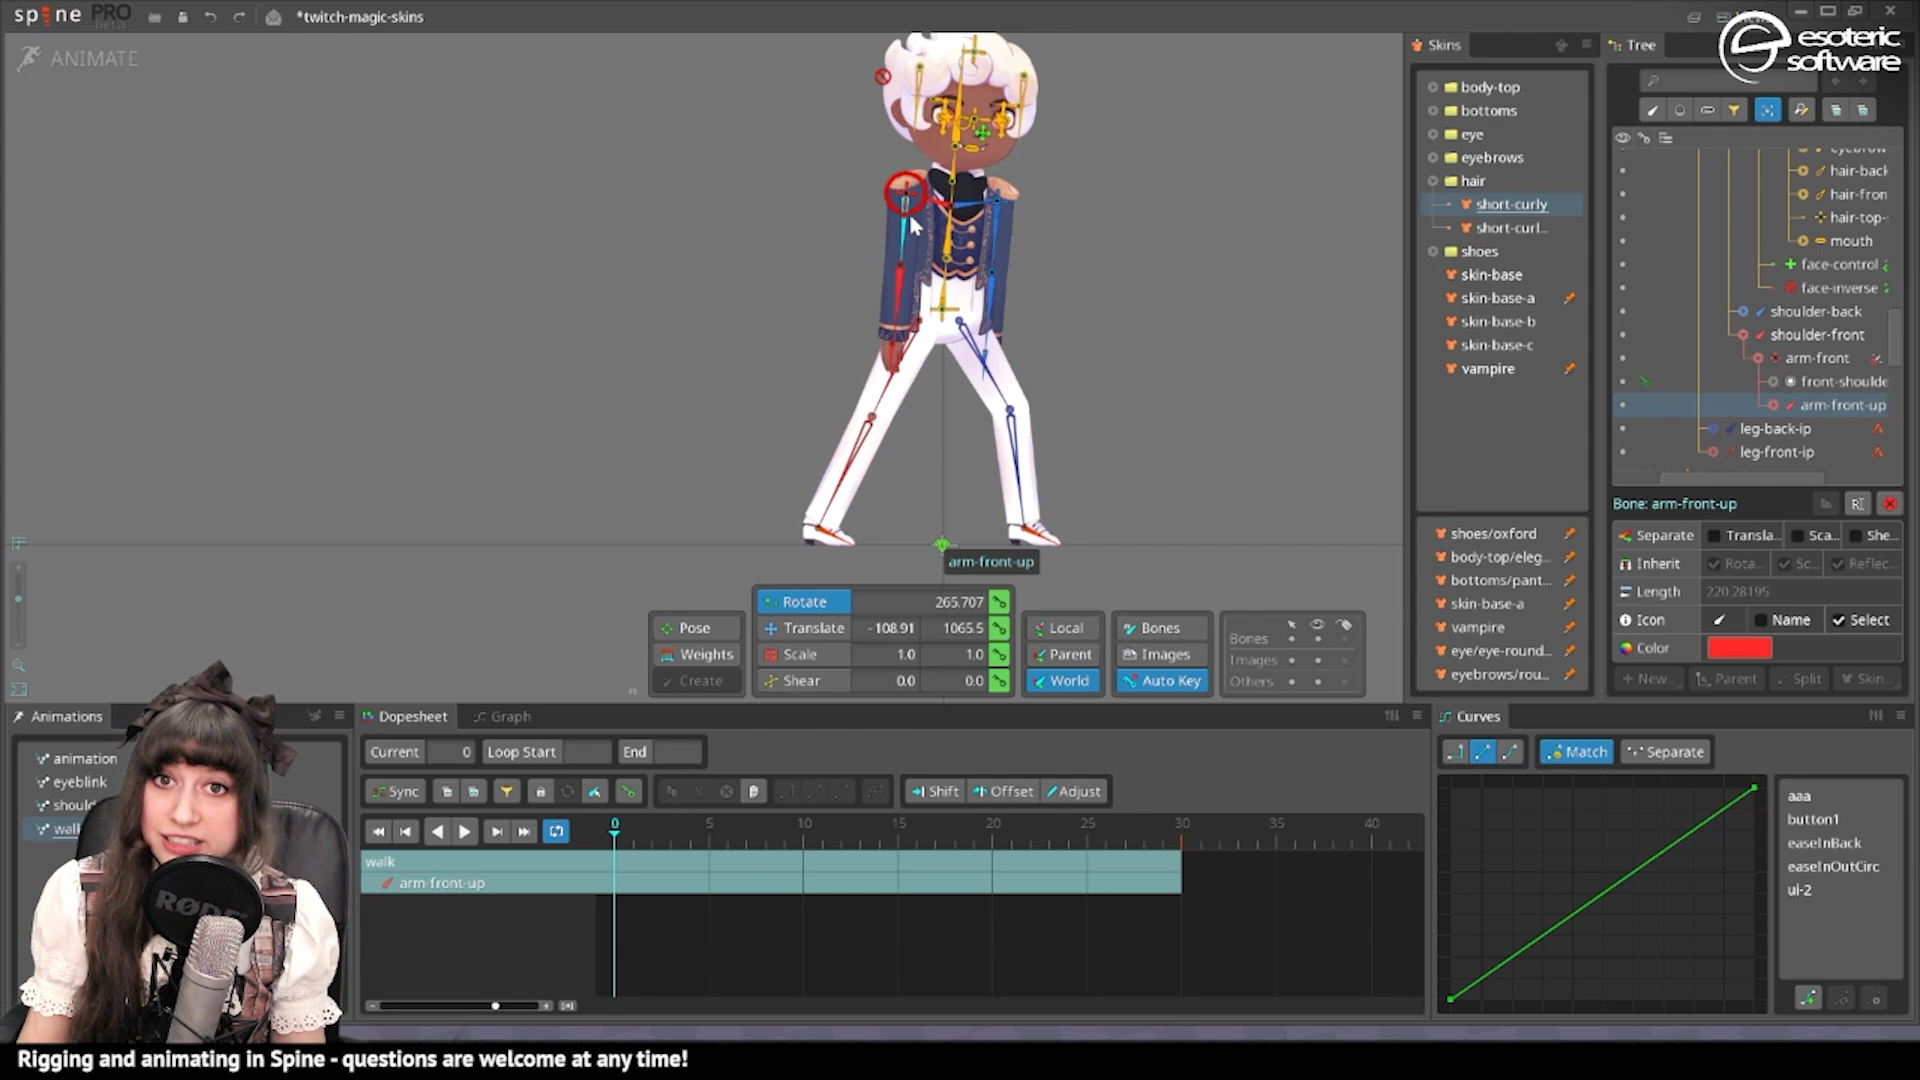 spine PRO
beta
*twitch-magic-skins
esoteric
software
ANIMATE
Skins
body-top
bottoms
eye
eyebrows
hair
short-curly
short-curl...
shoes
skin-base
skin-base-a
skin-base-b
skin-base-c
vampire
shoes/oxford
body-top/eleg...
bottoms/pant...
skin-base-a
vampire
eye/eye-round...
eyebrows/rou...
Tree
eyebrow
hair-back
hair-fron
hair-top-
mouth
face-control
face-inverse
shoulder-back
shoulder-front
arm-front
front-shoulde
arm-front-up
leg-back-ip
leg-front-ip
Bone: arm-front-up
Separate Transla... Sca... She...
Inherit Rota... Sc... Reflec...
Length 220.28195
Icon Name Select
Color
+ New... Parent Split Skin...
arm-front-up
Pose
Weights
Create
Rotate 265.707
Translate -108.91 1065.5
Scale 1.0 1.0
Shear 0.0 0.0
Local
Parent
World
Bones
Images
Auto Key
Bones
Images
Others
Animations
animation
eyeblink
should
walk
Dopesheet Graph
Current 0 Loop Start End
Sync Shift Offset Adjust
0 5 10 15 20 25 30 35 40
walk
arm-front-up
Curves
Match Separate
aaa
button1
easeInBack
easeInOutCirc
ui-2
RØDE
Rigging and animating in Spine - questions are welcome at any time!